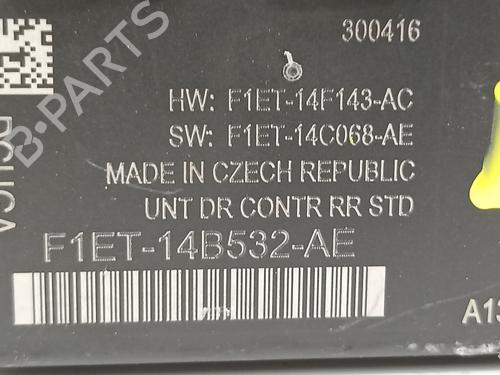 300416
HW: F1ET-14F143-AC
SW: F1ET-14C068-AE
MADE IN CZECH REPUBLIC
UNT DR CONTR RR STD
F1ET-14B532-AE
A13
B-PARTS